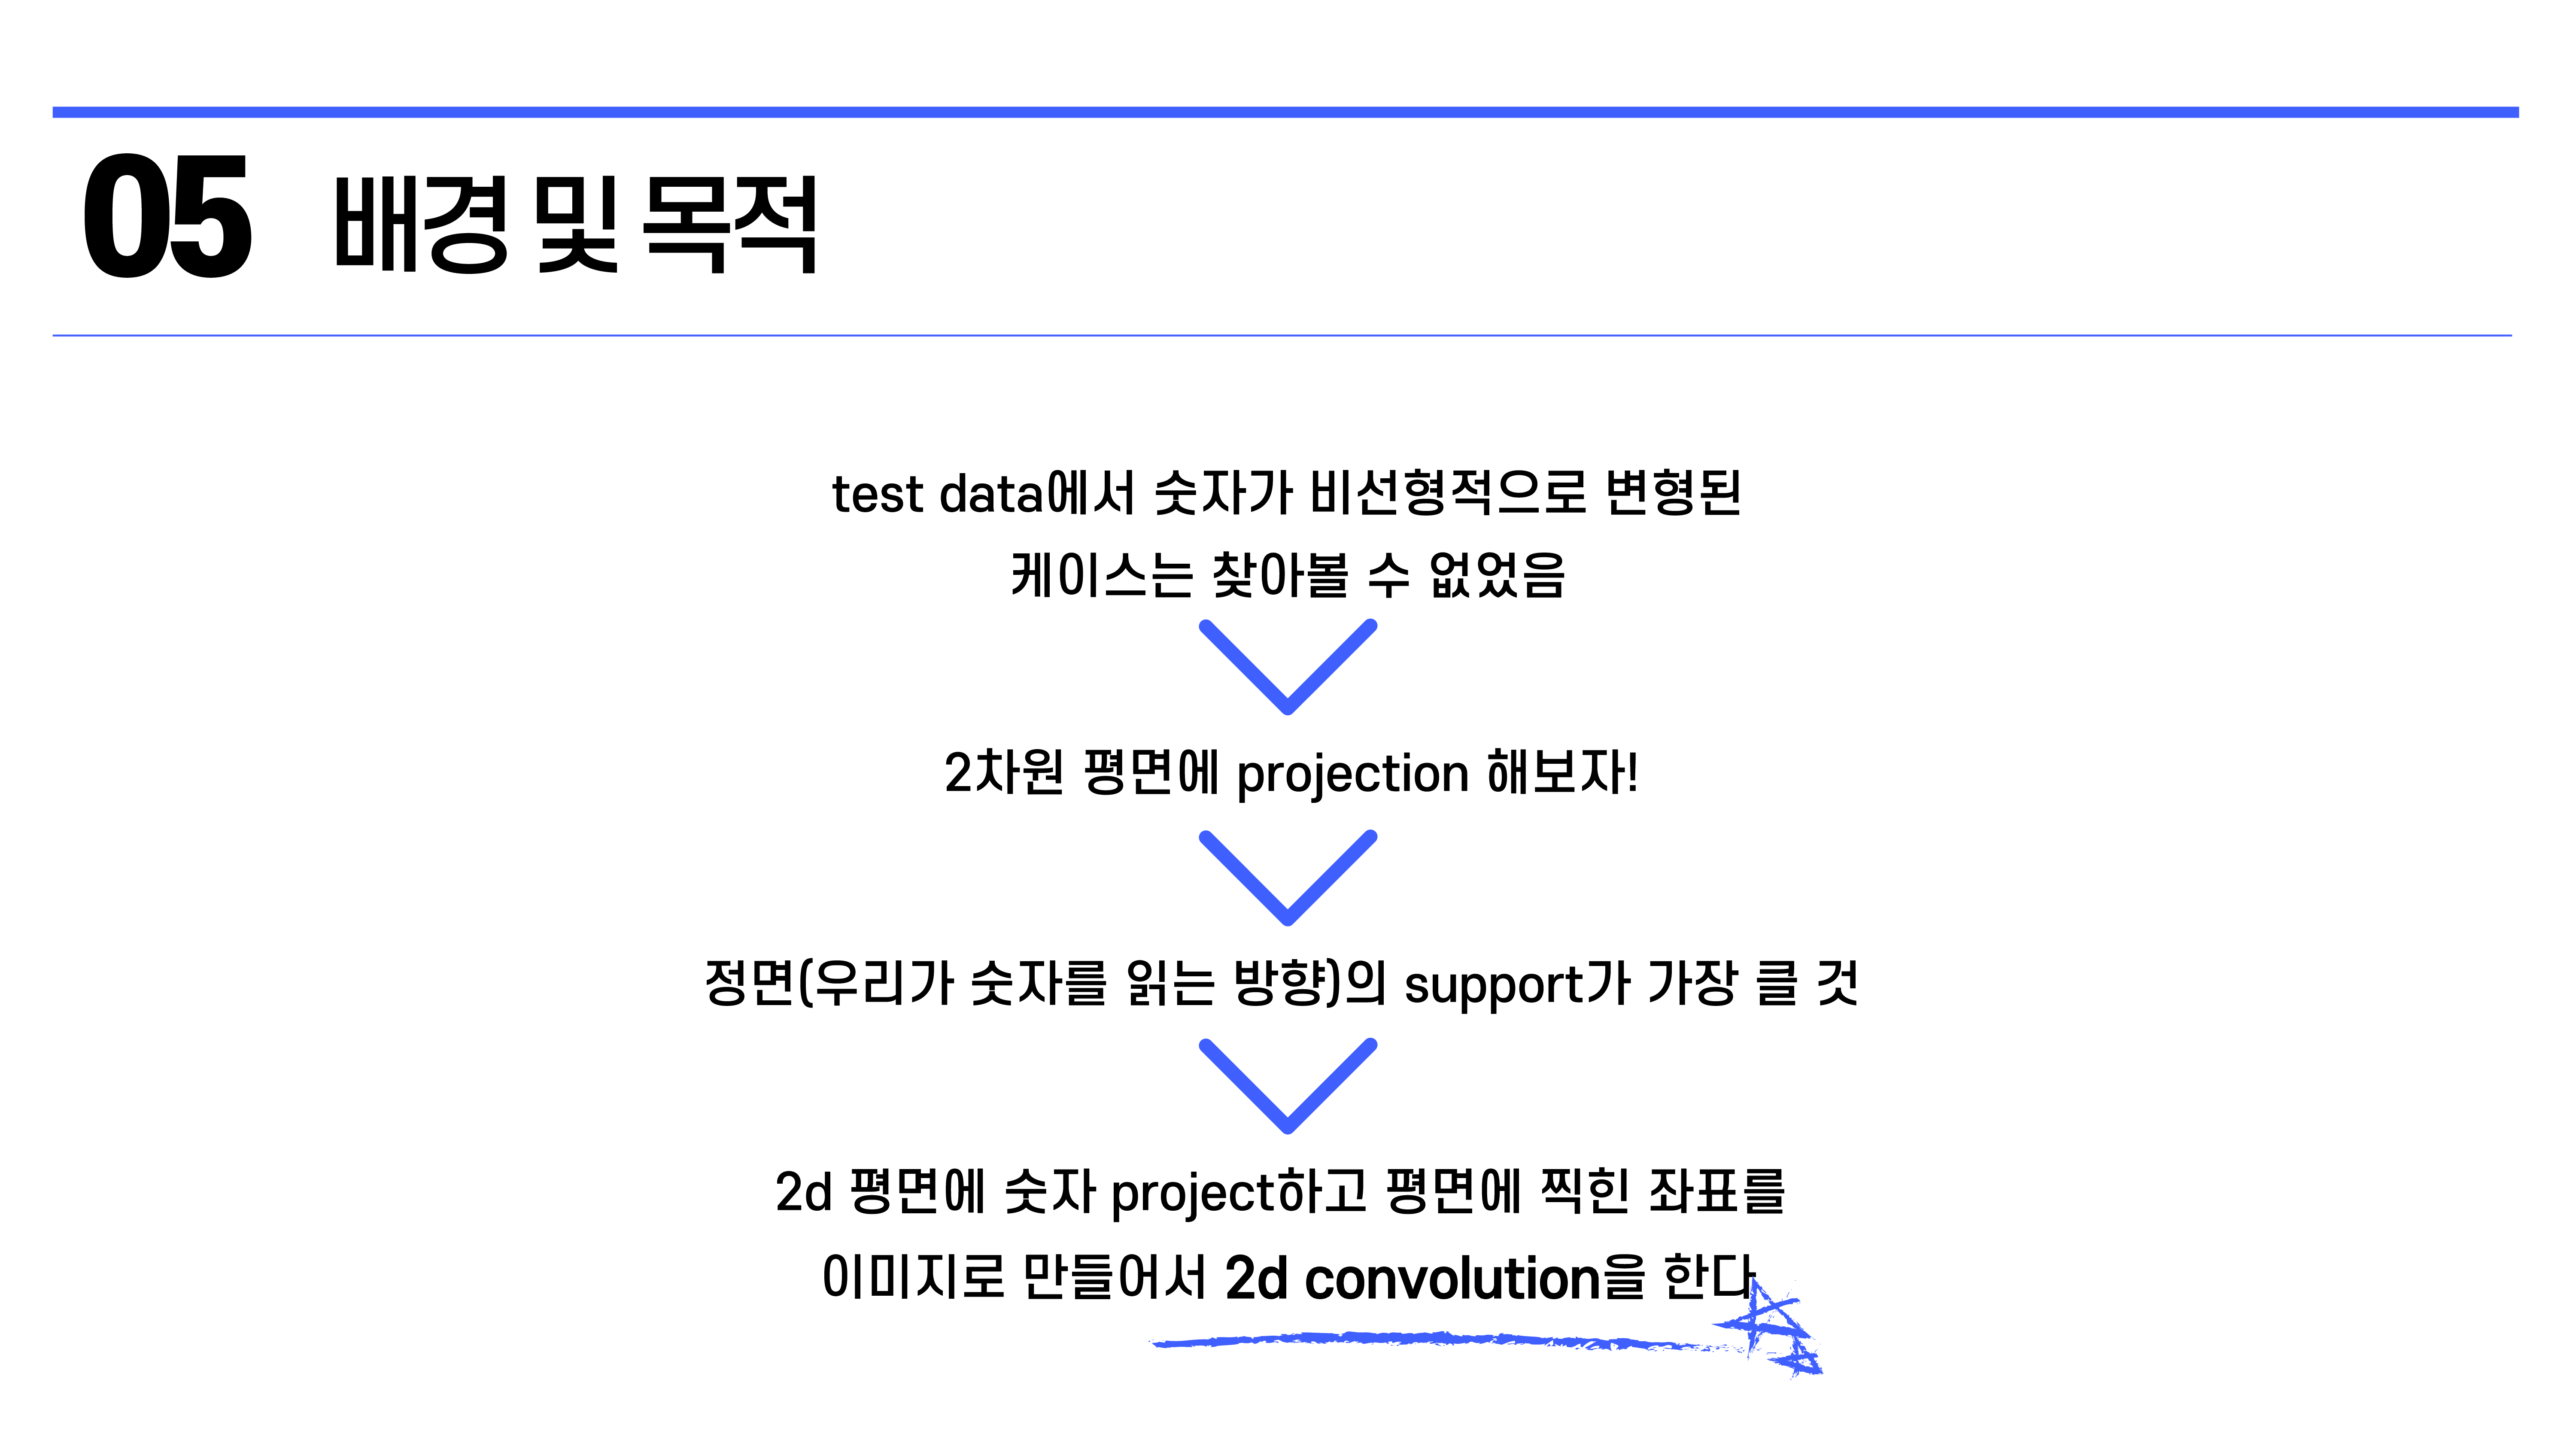 05 배경 및 목적
test data에서 숫자가 비선형적으로 변형된
케이스는 찾아볼 수 없었음
2차원 평면에 projection 해보자!
정면(우리가 숫자를 읽는 방향)의 support가 가장 클 것
2d 평면에 숫자 project하고 평면에 찍힌 좌표를
이미지로 만들어서 2d convolution을 한다